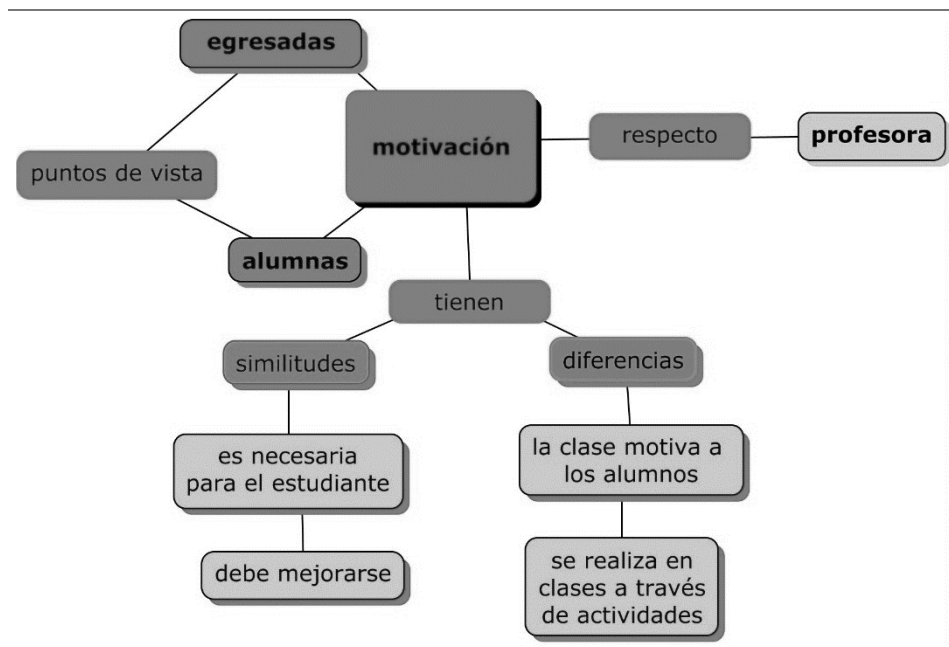 egresadas
motivación
respecto
profesora
puntos de vista
alumnas
tienen
similitudes
diferencias
es necesaria
para el estudiante
la clase motiva a
los alumnos
debe mejorarse
se realiza en
clases a través
de actividades